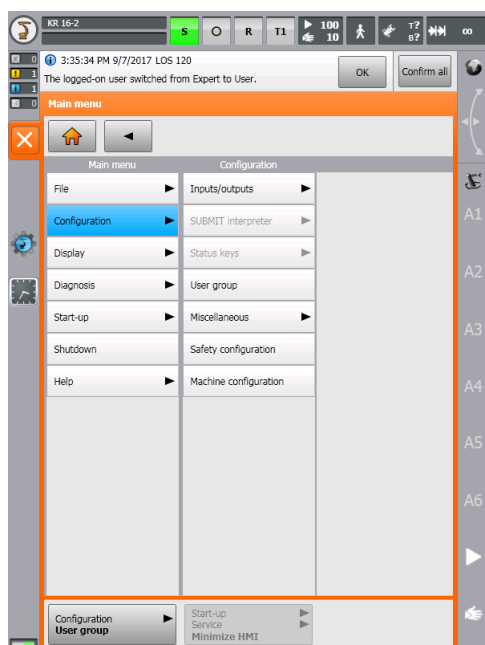 KR 16-2
S
O
R
T1
100
10
T?
B?
∞
0
1
1
0
3:35:34 PM 9/7/2017 LOS 120
The logged-on user switched from Expert to User.
OK
Confirm all
Main menu
Main menu
Configuration
File
Inputs/outputs
Configuration
SUBMIT interpreter
Display
Status keys
Diagnosis
User group
Start-up
Miscellaneous
Shutdown
Safety configuration
Help
Machine configuration
A1
A2
A3
A4
A5
A6
Configuration
User group
Start-up
Service
Minimize HMI